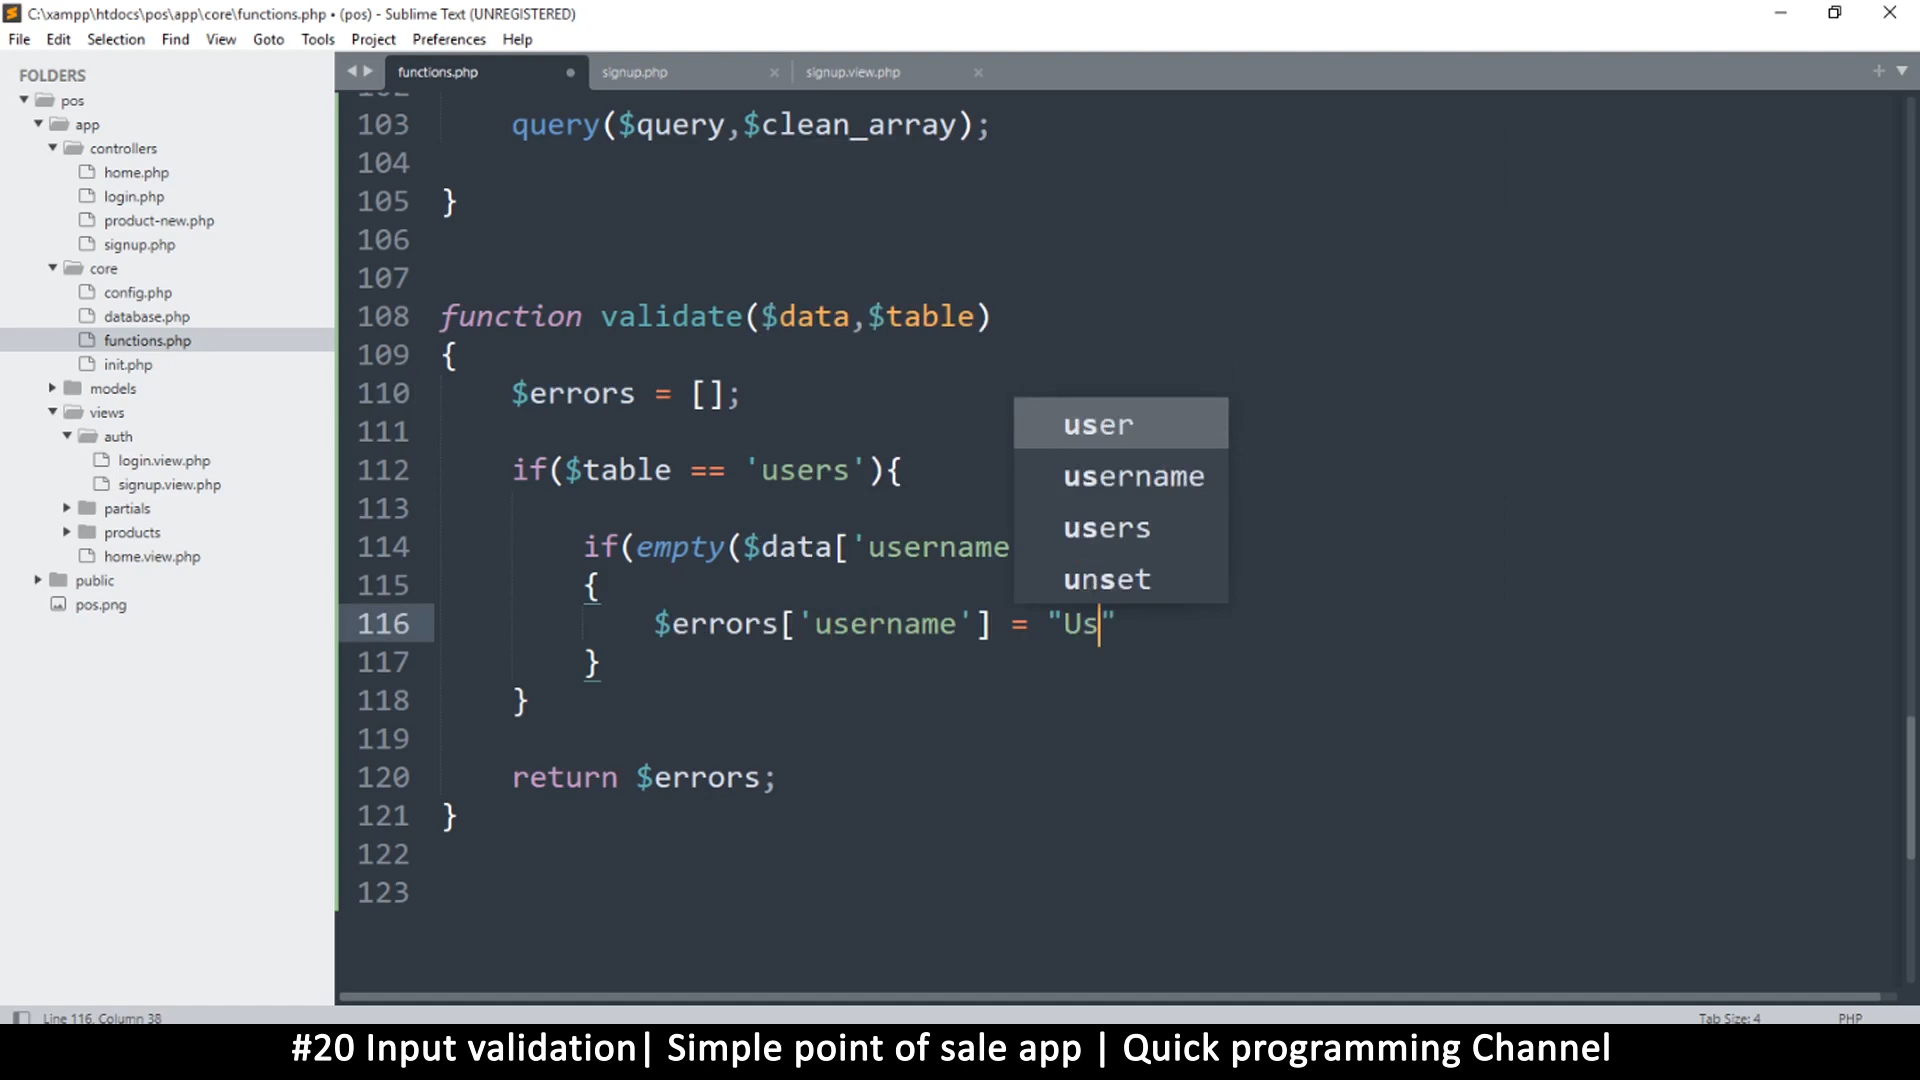 C:\xampp\htdocs\pos\app\core\functions.php • (pos) - Sublime Text (UNREGISTERED)
File Edit Selection Find View Goto Tools Project Preferences Help
FOLDERS
pos
app
controllers
home.php
login.php
product-new.php
signup.php
core
config.php
database.php
functions.php
init.php
models
views
auth
login.view.php
signup.view.php
partials
products
home.view.php
public
pos.png
functions.php signup.php signup.view.php
102
103 query($query,$clean_array);
104
105 }
106
107
108 function validate($data,$table)
109 {
110 $errors = [];
111
112 if($table == 'users'){
113
114 if(empty($data['username
115 {
116 $errors['username'] = "Us"
117 }
118 }
119
120 return $errors;
121 }
122
123
user
username
users
unset
Line 116, Column 38 Tab Size: 4 PHP
#20 Input validation| Simple point of sale app | Quick programming Channel